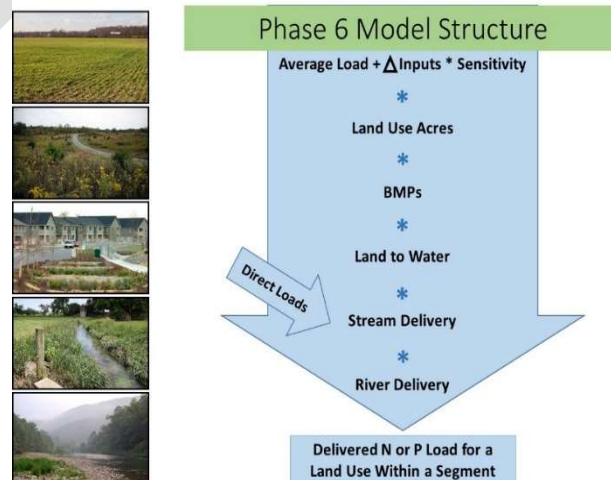 Phase 6 Model Structure
Average Load + Δ Inputs * Sensitivity
*
Land Use Acres
*
BMPs
*
Land to Water
*
Direct Loads
Stream Delivery
*
River Delivery
Delivered N or P Load for a
Land Use Within a Segment